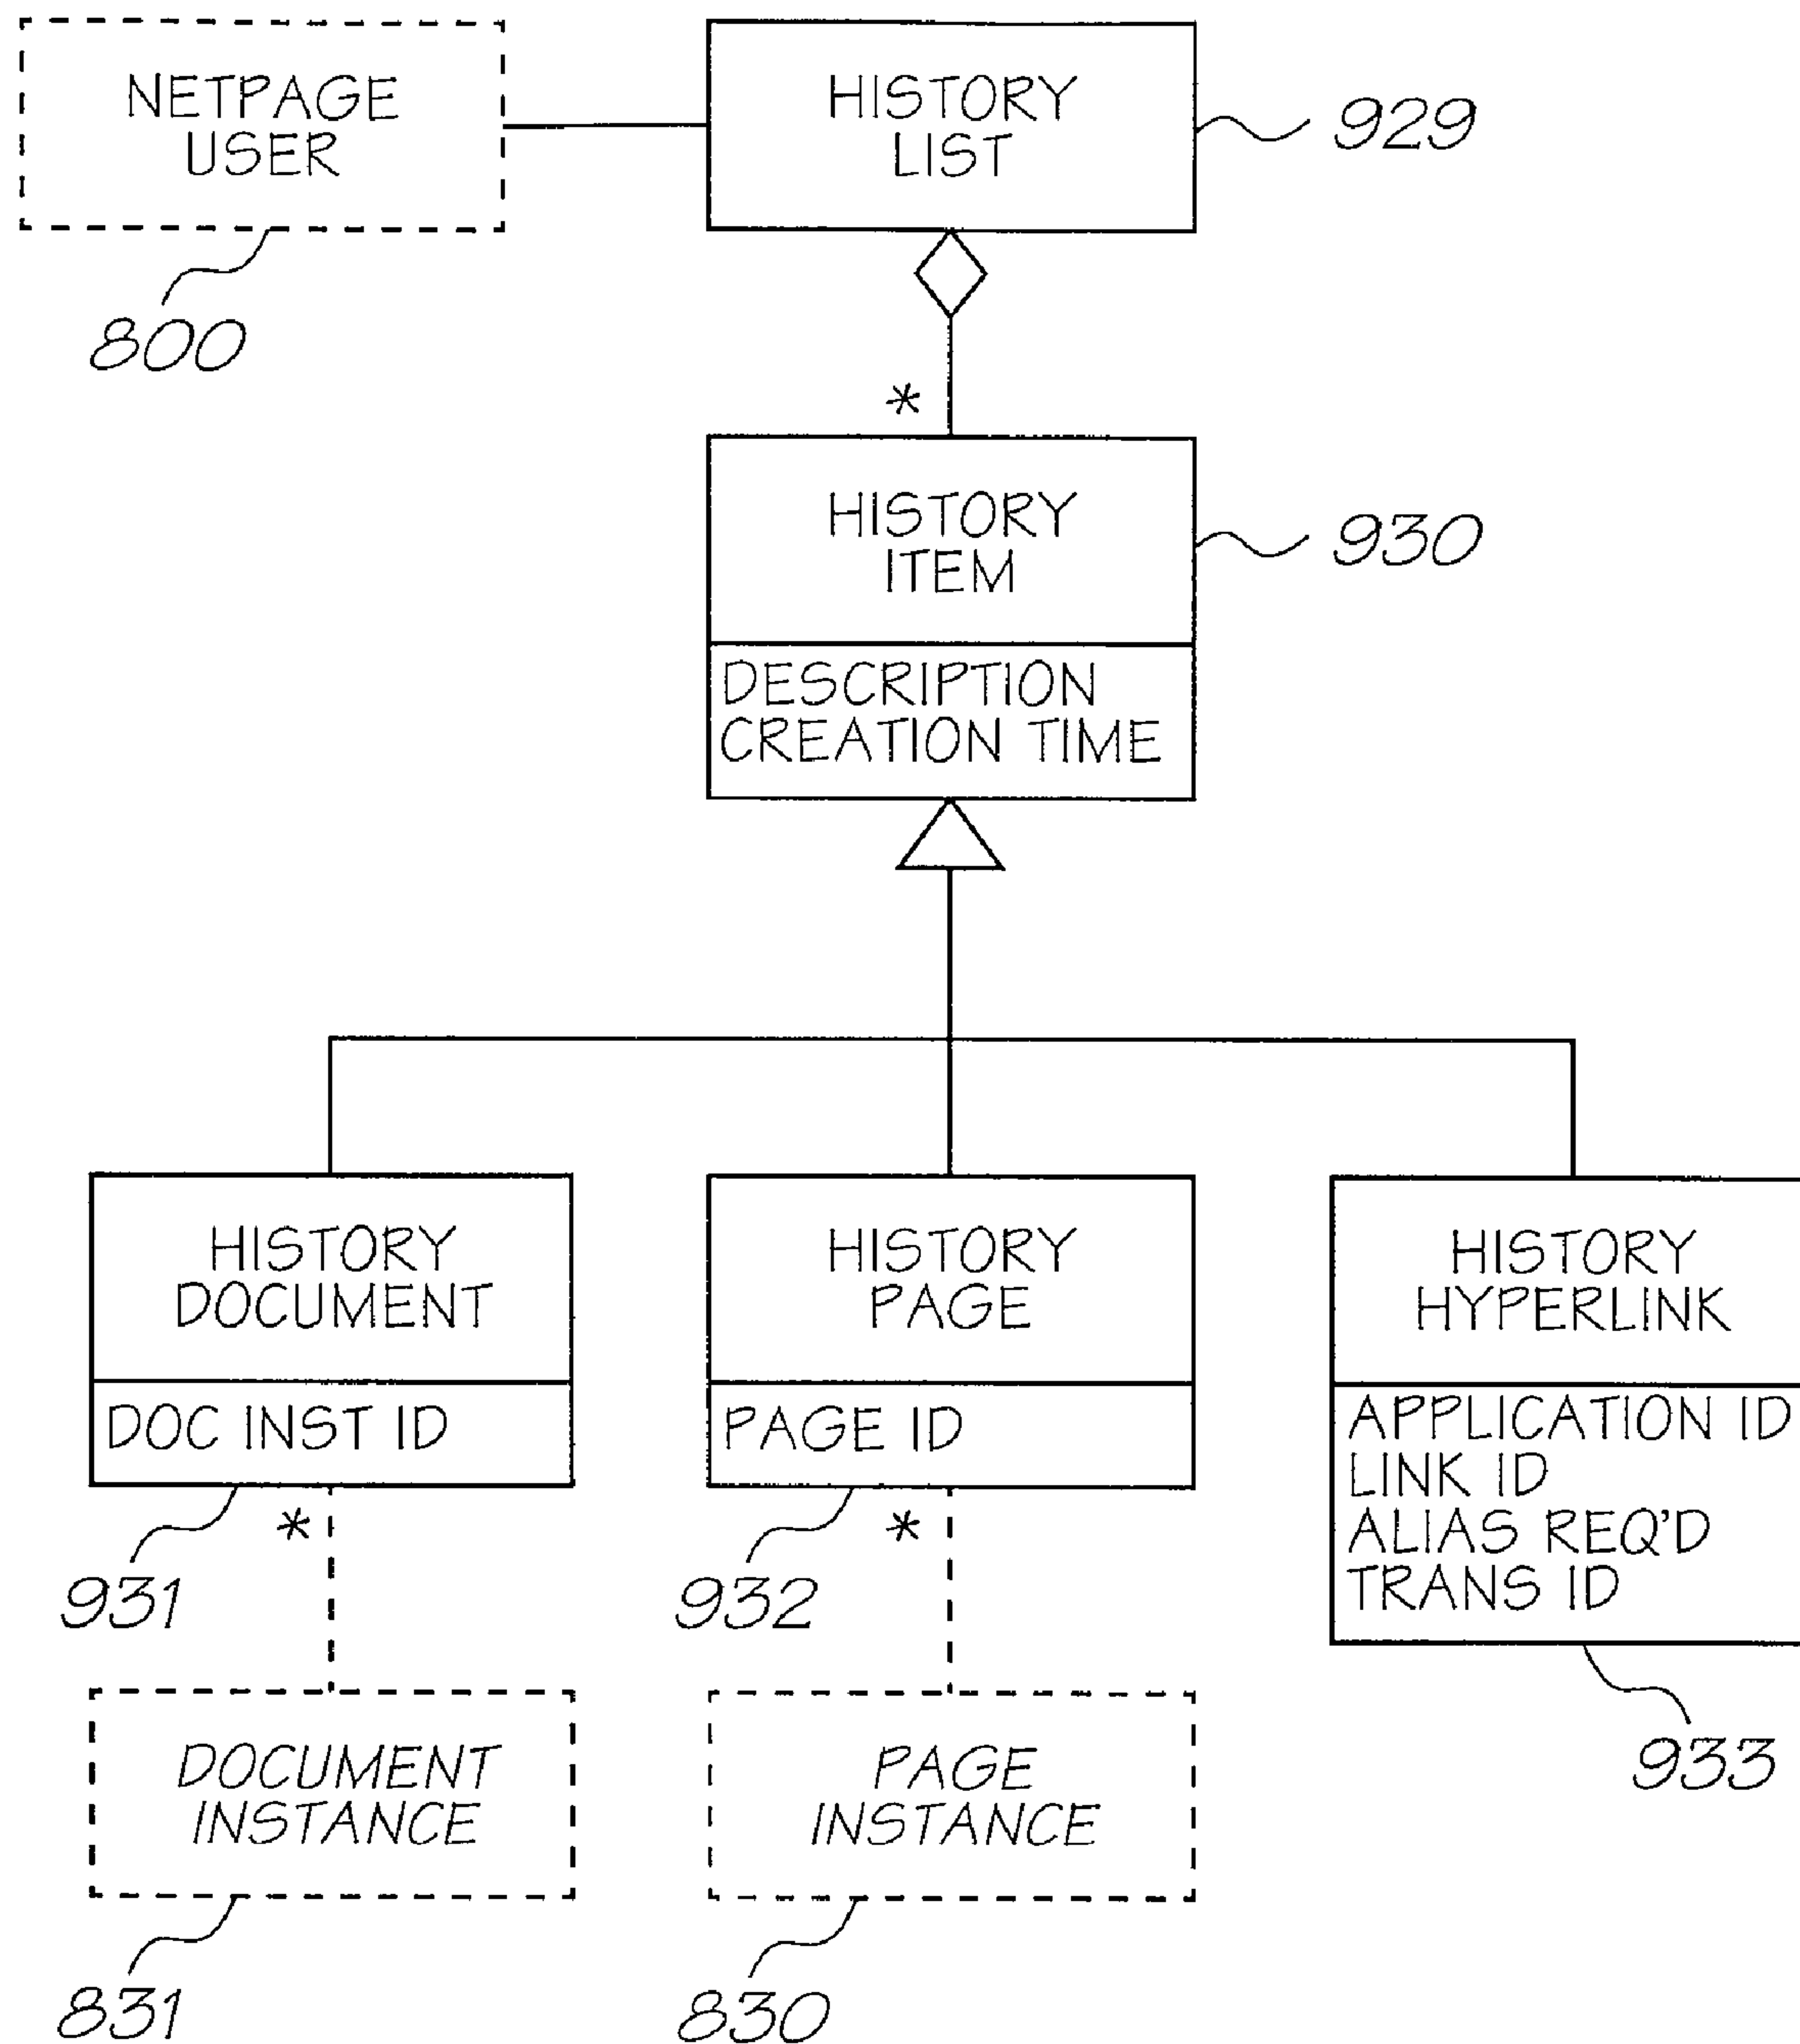 NETPAGE
USER
800
HISTORY
LIST
929
*
HISTORY
ITEM
930
DESCRIPTION
CREATION TIME
HISTORY
DOCUMENT
DOC INST ID
931
*
HISTORY
PAGE
PAGE ID
932
*
HISTORY
HYPERLINK
APPLICATION ID
LINK ID
ALIAS REQ'D
TRANS ID
933
DOCUMENT
INSTANCE
831
PAGE
INSTANCE
830